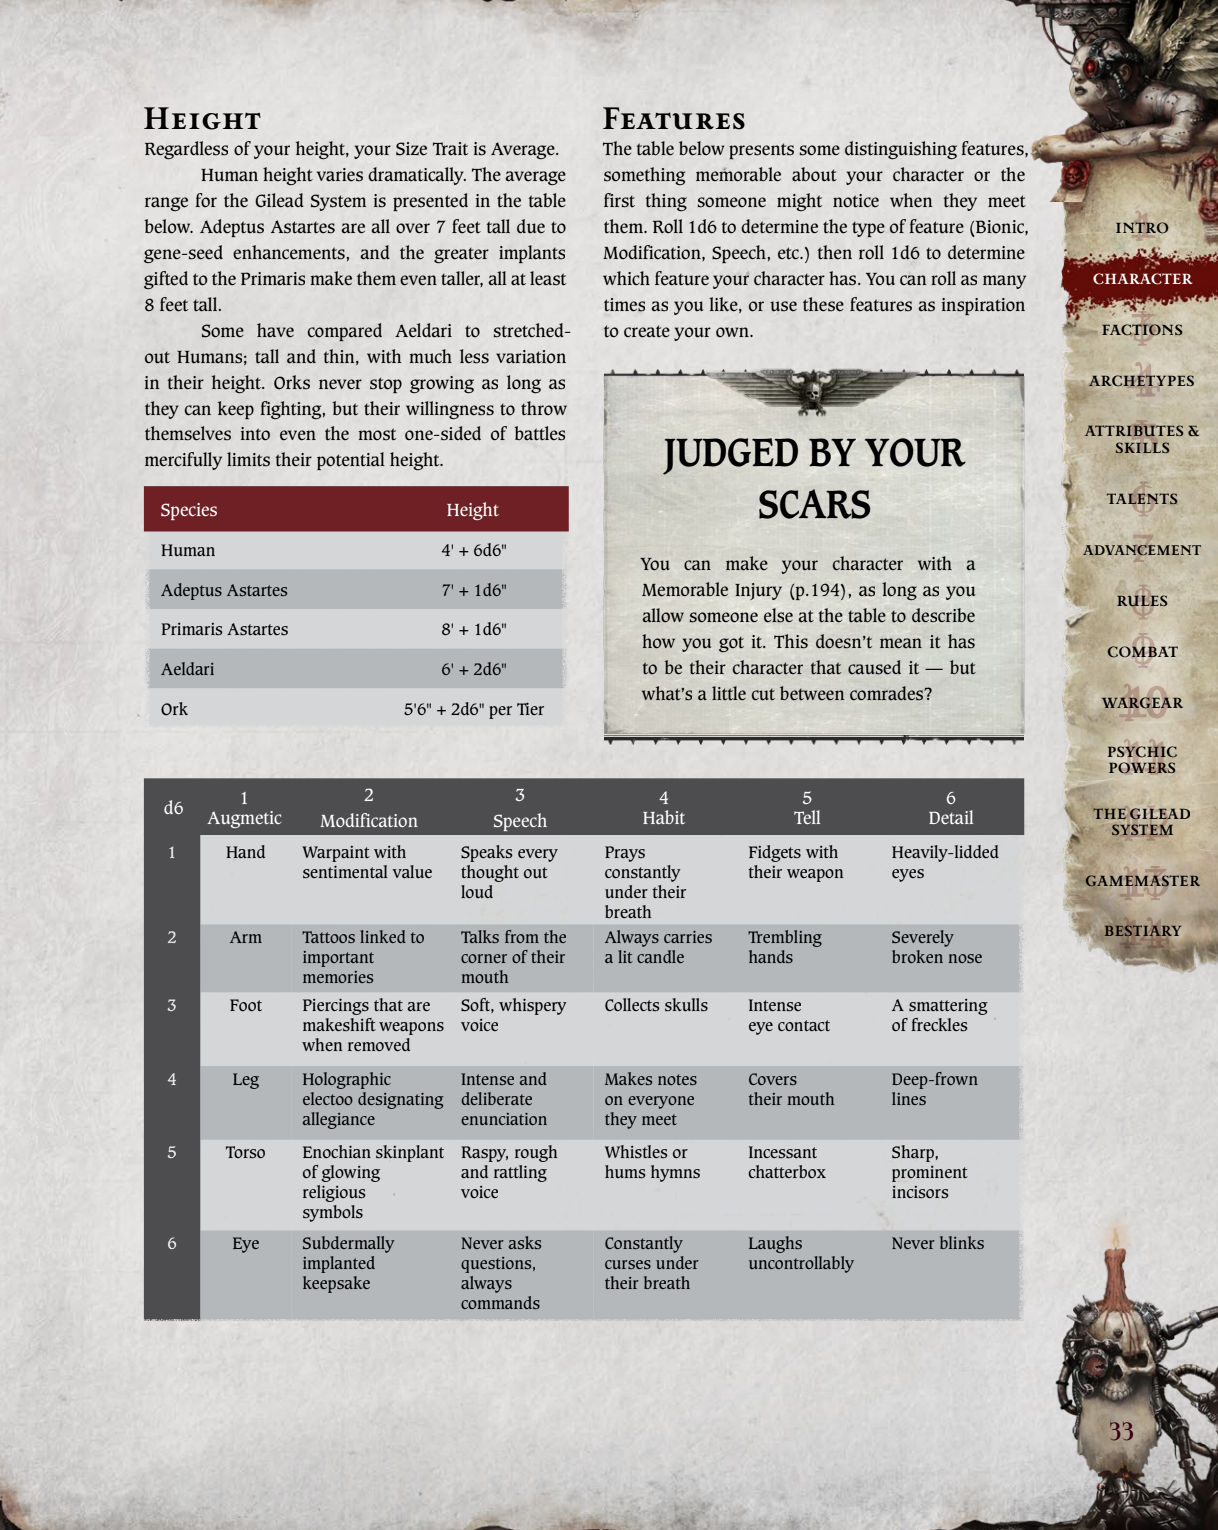 HEIGHT
Regardless of your height, your Size Trait is Average.
Human height varies dramatically. The average
range for the Gilead System is presented in the table
below. Adeptus Astartes are all over 7 feet tall due to
gene-seed enhancements, and the greater implants
gifted to the Primaris make them even taller, all at least
8 feet tall.
Some have compared Aeldari to stretched-
out Humans; tall and thin, with much less variation
in their height. Orks never stop growing as long as
they can keep fighting, but their willingness to throw
themselves into even the most one-sided of battles
mercifully limits their potential height.
Species Height
Human 4' + 6d6"
Adeptus Astartes 7' + 1d6"
Primaris Astartes 8' + 1d6"
Aeldari 6' + 2d6"
Ork 5'6" + 2d6" per Tier
FEATURES
The table below presents some distinguishing features,
something memorable about your character or the
first thing someone might notice when they meet
them. Roll 1d6 to determine the type of feature (Bionic,
Modification, Speech, etc.) then roll 1d6 to determine
which feature your character has. You can roll as many
times as you like, or use these features as inspiration
to create your own.
JUDGED BY YOUR
SCARS
You can make your character with a
Memorable Injury (p.194), as long as you
allow someone else at the table to describe
how you got it. This doesn't mean it has
to be their character that caused it — but
what's a little cut between comrades?
d6 1 2 3 4 5 6
Augmetic Modification Speech Habit Tell Detail
1 Hand Warpaint with Speaks every Prays Fidgets with Heavily-lidded
sentimental value thought out constantly their weapon eyes
loud under their
breath
2 Arm Tattoos linked to Talks from the Always carries Trembling Severely
important corner of their a lit candle hands broken nose
memories mouth
3 Foot Piercings that are Soft, whispery Collects skulls Intense A smattering
makeshift weapons voice eye contact of freckles
when removed
4 Leg Holographic Intense and Makes notes Covers Deep-frown
electoo designating deliberate on everyone their mouth lines
allegiance enunciation they meet
5 Torso Enochian skinplant Raspy, rough Whistles or Incessant Sharp,
of glowing and rattling hums hymns chatterbox prominent
religious voice incisors
symbols
6 Eye Subdermally Never asks Constantly Laughs Never blinks
implanted questions, curses under uncontrollably
keepsake always their breath
commands
INTRO
CHARACTER
FACTIONS
ARCHETYPES
ATTRIBUTES &
SKILLS
TALENTS
ADVANCEMENT
RULES
COMBAT
WARGEAR
PSYCHIC
POWERS
THE GILEAD
SYSTEM
GAMEMASTER
BESTIARY
33